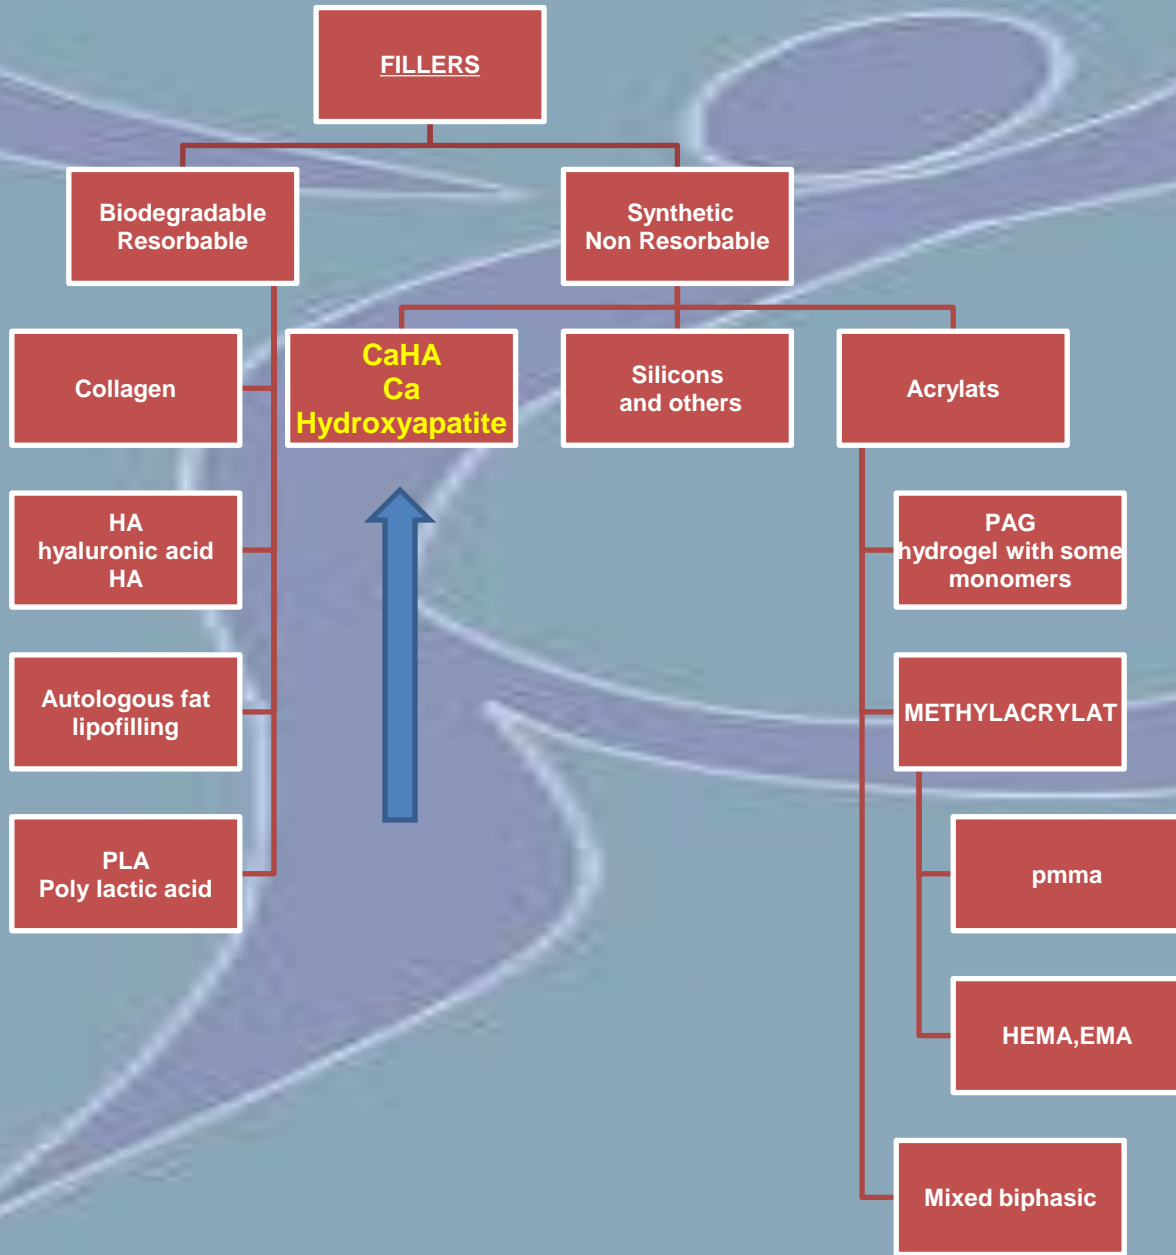 FILLERS
Biodegradable
Resorbable
Synthetic
Non Resorbable
Collagen
CaHA
Ca
Hydroxyapatite
Silicons
and others
Acrylats
HA
hyaluronic acid
HA
PAG
hydrogel with some
monomers
Autologous fat
lipofilling
METHYLACRYLAT
PLA
Poly lactic acid
pmma
HEMA,EMA
Mixed biphasic